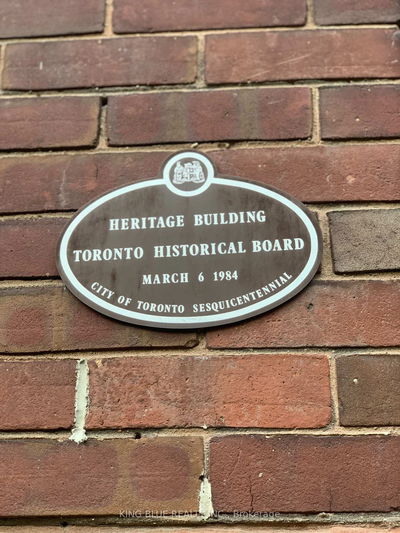 HERITAGE BUILDING
TORONTO HISTORICAL BOARD
MARCH 6 1984
CITY OF TORONTO SESQUICENTENNIAL
KING BLUE REALTY INC., Brokerage